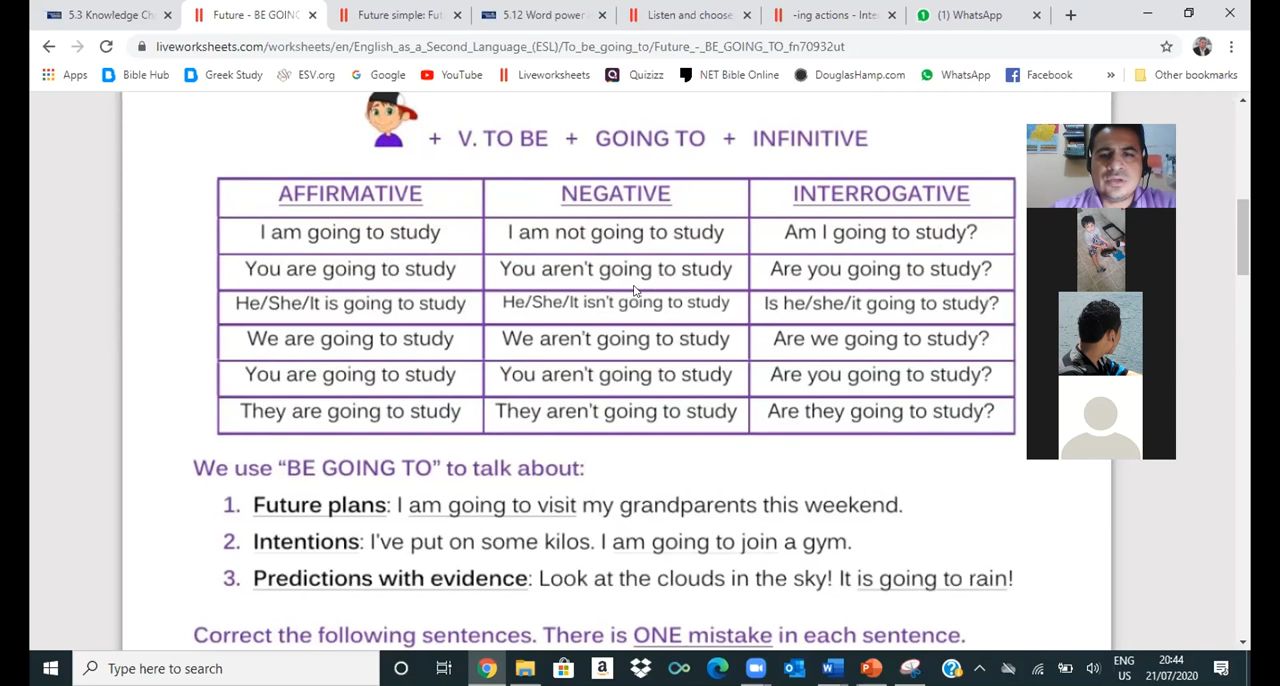 5.3 Knowledge Ch
Future - BE GOING
Future simple: Fut
5.12 Word power
Listen and choose
-ing actions - Inte
(1) WhatsApp
liveworksheets.com/worksheets/en/English_as_a_Second_Language_(ESL)/To_be_going_to/Future_-_BE_GOING_TO_fn70932ut
Apps Bible Hub Greek Study ESV.org Google YouTube Liveworksheets Quizizz NET Bible Online DouglasHamp.com WhatsApp Facebook » Other bookmarks
+ V. TO BE + GOING TO + INFINITIVE
AFFIRMATIVE NEGATIVE INTERROGATIVE
I am going to study I am not going to study Am I going to study?
You are going to study You aren't going to study Are you going to study?
He/She/It is going to study He/She/It isn't going to study Is he/she/it going to study?
We are going to study We aren't going to study Are we going to study?
You are going to study You aren't going to study Are you going to study?
They are going to study They aren't going to study Are they going to study?
We use “BE GOING TO” to talk about:
1. Future plans: I am going to visit my grandparents this weekend.
2. Intentions: I've put on some kilos. I am going to join a gym.
3. Predictions with evidence: Look at the clouds in the sky! It is going to rain!
Correct the following sentences. There is ONE mistake in each sentence.
Type here to search
ENG 20:44
US 21/07/2020